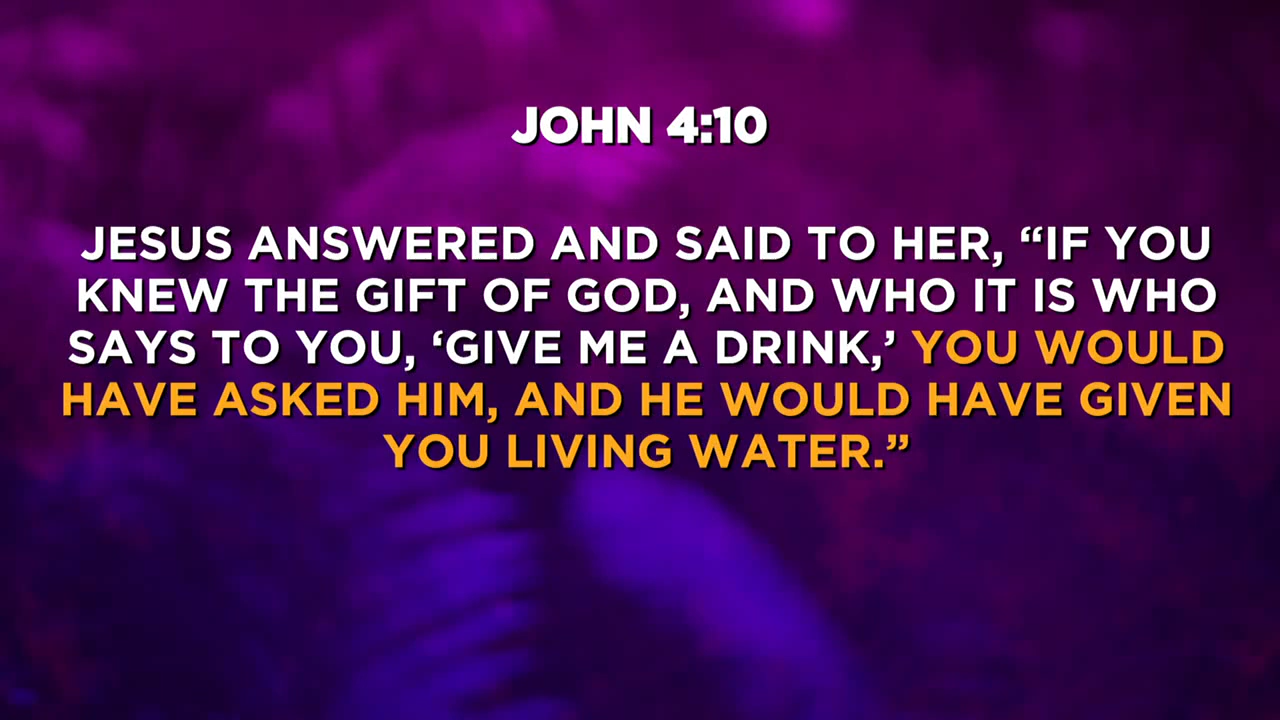 JOHN 4:10
JESUS ANSWERED AND SAID TO HER, “IF YOU
KNEW THE GIFT OF GOD, AND WHO IT IS WHO
SAYS TO YOU, ‘GIVE ME A DRINK,’ YOU WOULD
HAVE ASKED HIM, AND HE WOULD HAVE GIVEN
YOU LIVING WATER.”